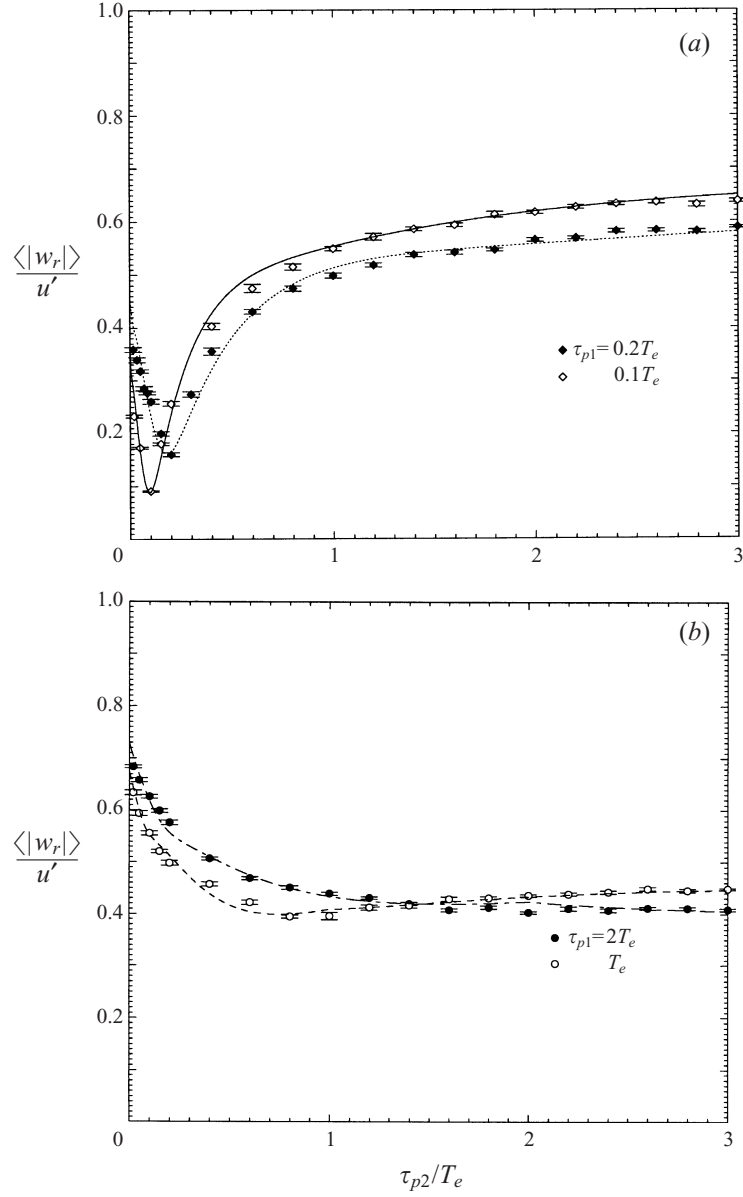 1.0
(a)
0.8
0.6
⟨|w_r|⟩
u′
0.4
τ_p1 = 0.2T_e
0.1T_e
0.2
0 1 2 3
1.0
(b)
0.8
0.6
⟨|w_r|⟩
u′
0.4
τ_p1 = 2T_e
T_e
0.2
0 1 2 3
τ_p2/T_e